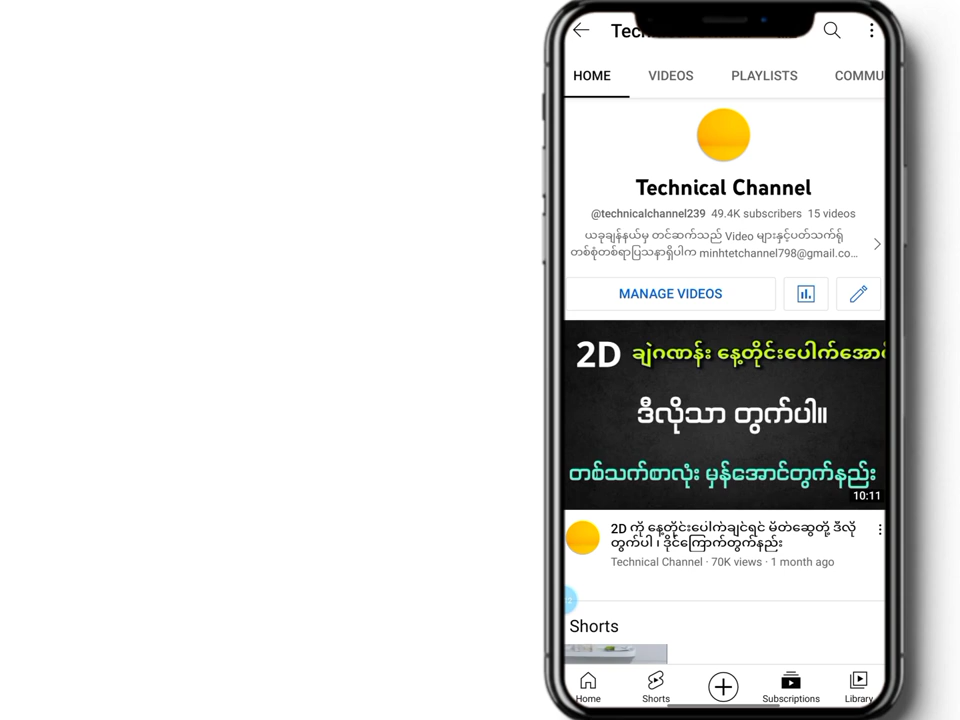 HOME VIDEOS PLAYLISTS COMMU
Technical Channel
@technicalchannel239 49.4K subscribers 15 videos
ယခုချန်နယ်မှ တင်ဆက်သည် Video များနှင့်ပတ်သက်၍
တစ်စုံတစ်ရာပြသနာရှိပါက minhtetchannel798@gmail.co...
MANAGE VIDEOS
2D ချဲဂဏန်း နေ့တိုင်းပေါက်အောင်
ဒီလိုသာ တွက်ပါ။
တစ်သက်စာလုံး မှန်အောင်တွက်နည်း
10:11
2D ကို နေ့တိုင်းပေါက်ချင်ရင် မိတ်ဆွေတို့ ဒီလို
တွက်ပါ ၊ ဒိုင်ကြောက်တွက်နည်း
Technical Channel · 70K views · 1 month ago
Shorts
Home Shorts Subscriptions Library